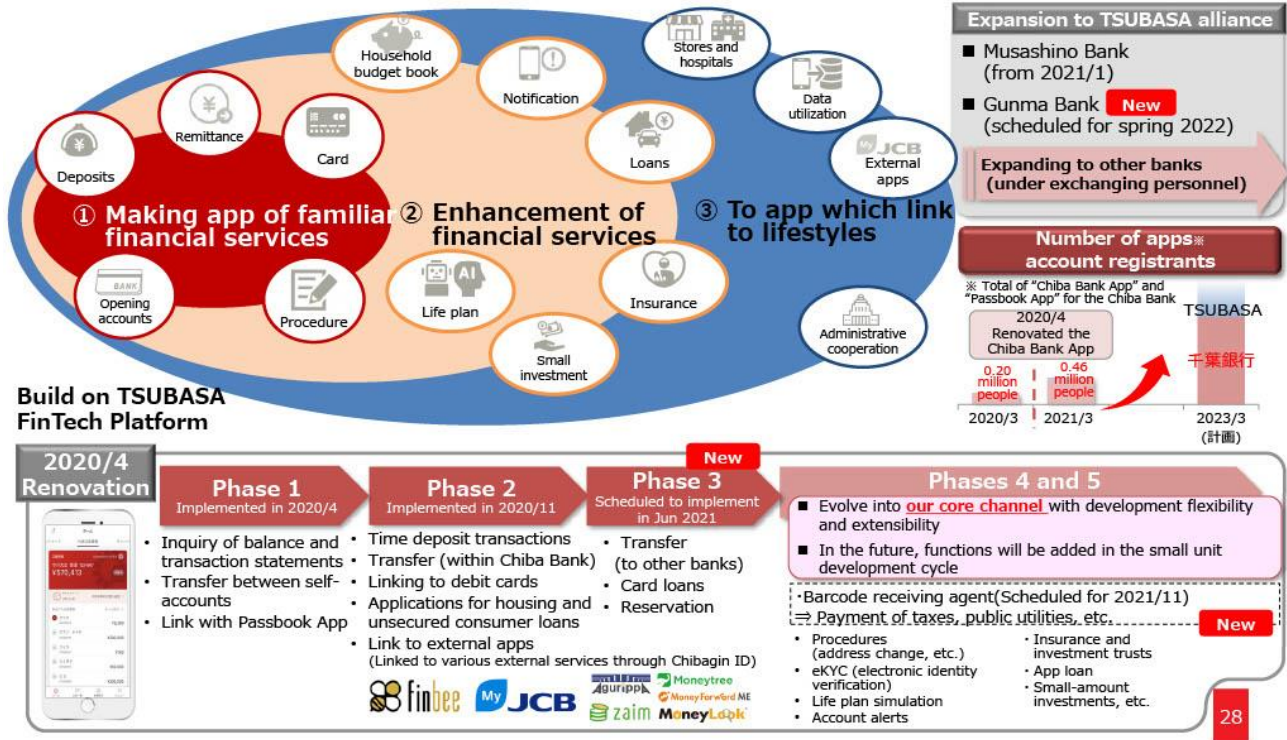 Household
budget book
Notification
Stores and
hospitals
Data
utilization
My JCB
External
apps
Remittance
Card
Deposits
Loans
① Making app of familiar
financial services
② Enhancement of
financial services
③ To app which link
to lifestyles
BANK
Opening
accounts
Procedure
AI
Life plan
Insurance
Small
investment
Administrative
cooperation
Build on TSUBASA
FinTech Platform
Expansion to TSUBASA alliance
■ Musashino Bank
(from 2021/1)
■ Gunma Bank New
(scheduled for spring 2022)
Expanding to other banks
(under exchanging personnel)
Number of apps※
account registrants
※ Total of “Chiba Bank App” and
“Passbook App” for the Chiba Bank
2020/4
Renovated the
Chiba Bank App
TSUBASA
千葉銀行
0.20
million
people
0.46
million
people
2020/3
2021/3
2023/3
(計画)
2020/4
Renovation
¥570,413
Phase 1
Implemented in 2020/4
• Inquiry of balance and
transaction statements
• Transfer between self-
accounts
• Link with Passbook App
Phase 2
Implemented in 2020/11
• Time deposit transactions
• Transfer (within Chiba Bank)
• Linking to debit cards
• Applications for housing and
unsecured consumer loans
• Link to external apps
(Linked to various external services through Chibagin ID)
finbee
My JCB
Agurippa
Moneytree
MoneyForward ME
zaim
MoneyLook
New
Phase 3
Scheduled to implement
in Jun 2021
• Transfer
(to other banks)
• Card loans
• Reservation
Phases 4 and 5
■ Evolve into our core channel with development flexibility
and extensibility
■ In the future, functions will be added in the small unit
development cycle
・Barcode receiving agent(Scheduled for 2021/11)
⇒ Payment of taxes, public utilities, etc.
New
• Procedures
(address change, etc.)
• eKYC (electronic identity
verification)
• Life plan simulation
• Account alerts
・Insurance and
investment trusts
・App loan
・Small-amount
investments, etc.
28